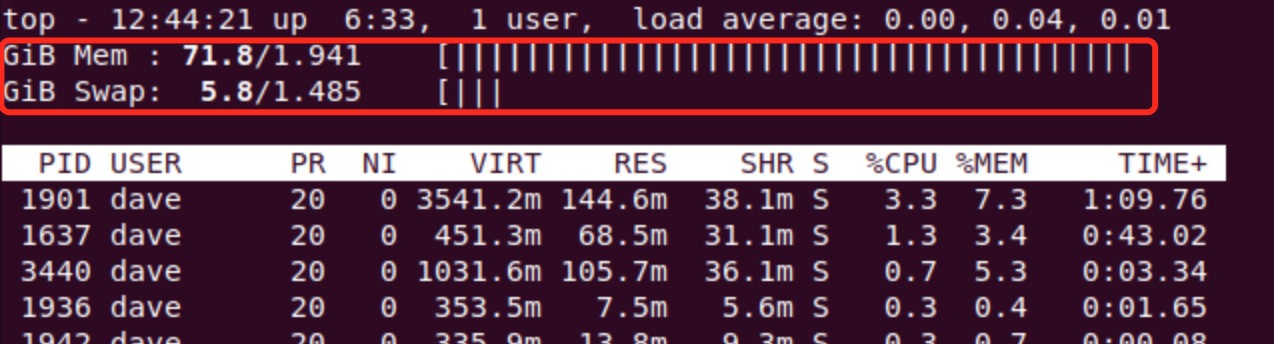 top - 12:44:21 up  6:33,  1 user,  load average: 0.00, 0.04, 0.01
GiB Mem : 71.8/1.941    [||||||||||||||||||||||||||||||||||||||
GiB Swap:  5.8/1.485    [|||
PID USER      PR  NI    VIRT    RES    SHR S  %CPU %MEM     TIME+
1901 dave      20   0 3541.2m 144.6m  38.1m S   3.3  7.3   1:09.76
1637 dave      20   0  451.3m  68.5m  31.1m S   1.3  3.4   0:43.02
3440 dave      20   0 1031.6m 105.7m  36.1m S   0.7  5.3   0:03.34
1936 dave      20   0  353.5m   7.5m   5.6m S   0.3  0.4   0:01.65
1942 dave      20   0  335.9m  13.8m   9.3m S   0.3  0.7   0:00.08